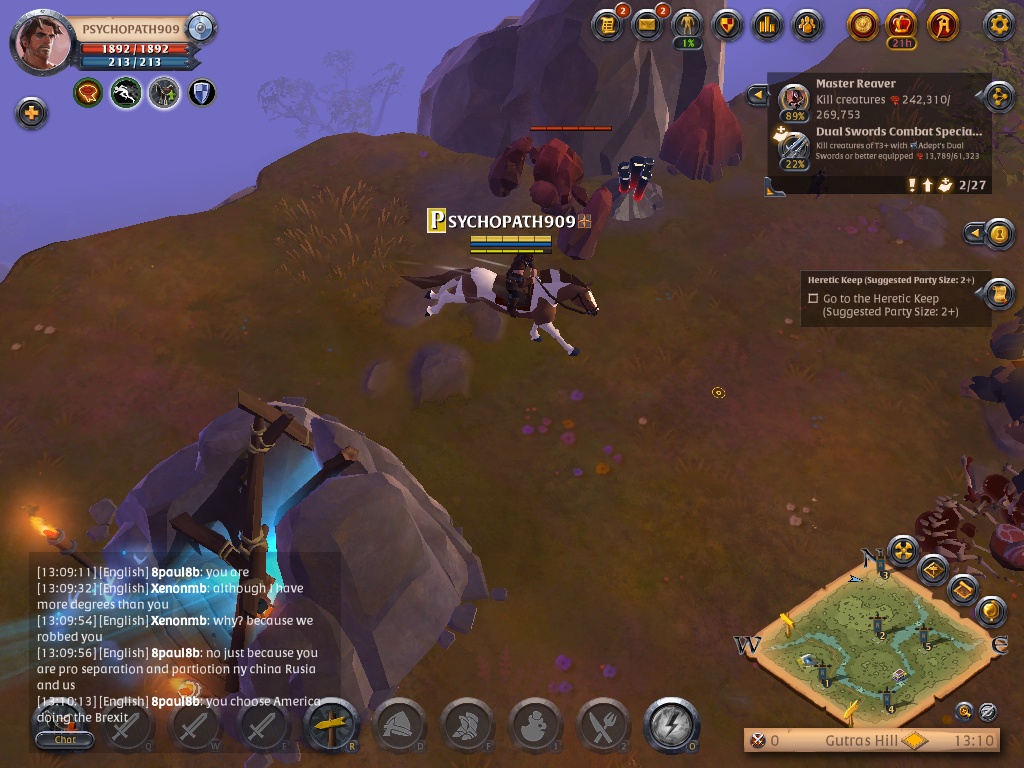 PSYCHOPATH909
1892 / 1892
213 / 213
2
2
1%
21h
Master Reaver
Kill creatures 242,310/
269,753
89%
Dual Swords Combat Specia...
Kill creatures of T3+ with Adept's Dual
Swords or better equipped 13,789/61,323
22%
2/27
PSYCHOPATH909
Heretic Keep (Suggested Party Size: 2+)
Go to the Heretic Keep
(Suggested Party Size: 2+)
[13:09:11] [English] 8paul8b: you are
[13:09:32] [English] Xenonmb: although I have
more degrees than you
[13:09:54] [English] Xenonmb: why? because we
robbed you
[13:09:56] [English] 8paul8b: no just because you
are pro separation and partiotion ny china Rusia
and us
[13:10:13] [English] 8paul8b: you choose America
doing the Brexit
Chat
Q W E R D F 1 2 O
N
W
E
3
2
5
1
4
0
Gutras Hill
13:10